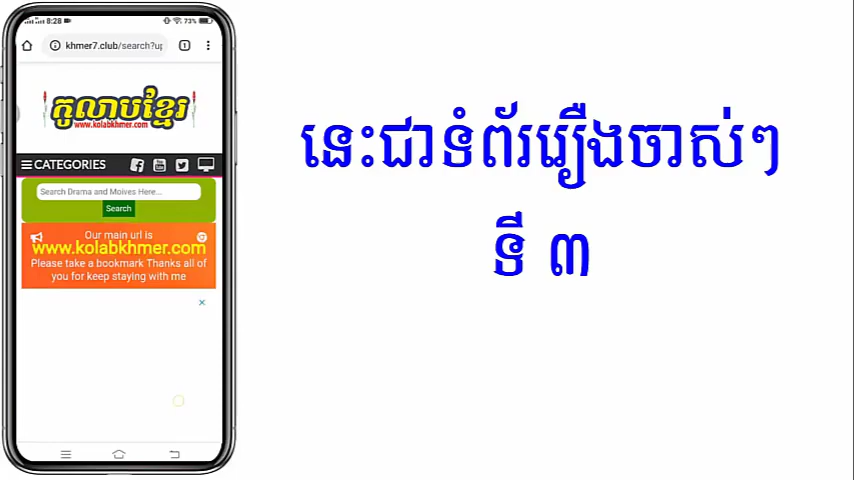 8:28
73%
khmer7.club/search?up
1
កូលាបខ្មែរ
www.kolabkhmer.com
CATEGORIES
Search Drama and Moives Here...
Search
Our main url is
www.kolabkhmer.com
Please take a bookmark Thanks all of
you for keep staying with me
នេះជាទំព័ររឿងចាស់ៗ
ទី ៣